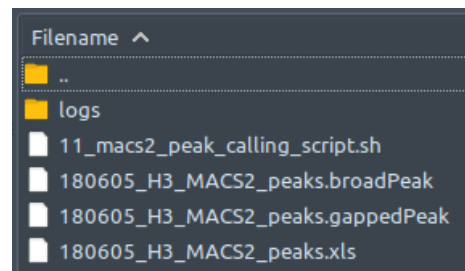 Filename
..
logs
11_macs2_peak_calling_script.sh
180605_H3_MACS2_peaks.broadPeak
180605_H3_MACS2_peaks.gappedPeak
180605_H3_MACS2_peaks.xls